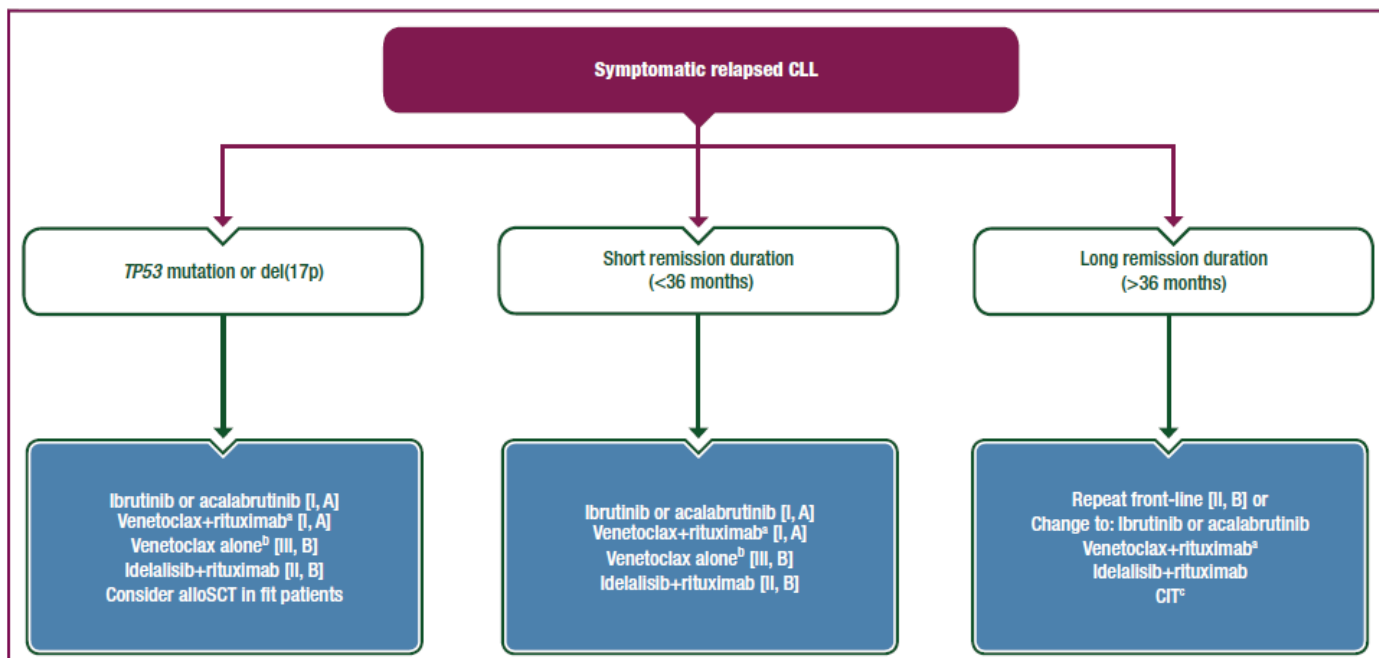 Symptomatic relapsed CLL
TP53 mutation or del(17p)
Short remission duration
(<36 months)
Long remission duration
(>36 months)
Ibrutinib or acalabrutinib [I, A]
Venetoclax+rituximabᵃ [I, A]
Venetoclax aloneᵇ [III, B]
Idelalisib+rituximab [II, B]
Consider alloSCT in fit patients
Ibrutinib or acalabrutinib [I, A]
Venetoclax+rituximabᵃ [I, A]
Venetoclax aloneᵇ [III, B]
Idelalisib+rituximab [II, B]
Repeat front-line [II, B] or
Change to: Ibrutinib or acalabrutinib
Venetoclax+rituximabᵃ
Idelalisib+rituximab
CITᶜ